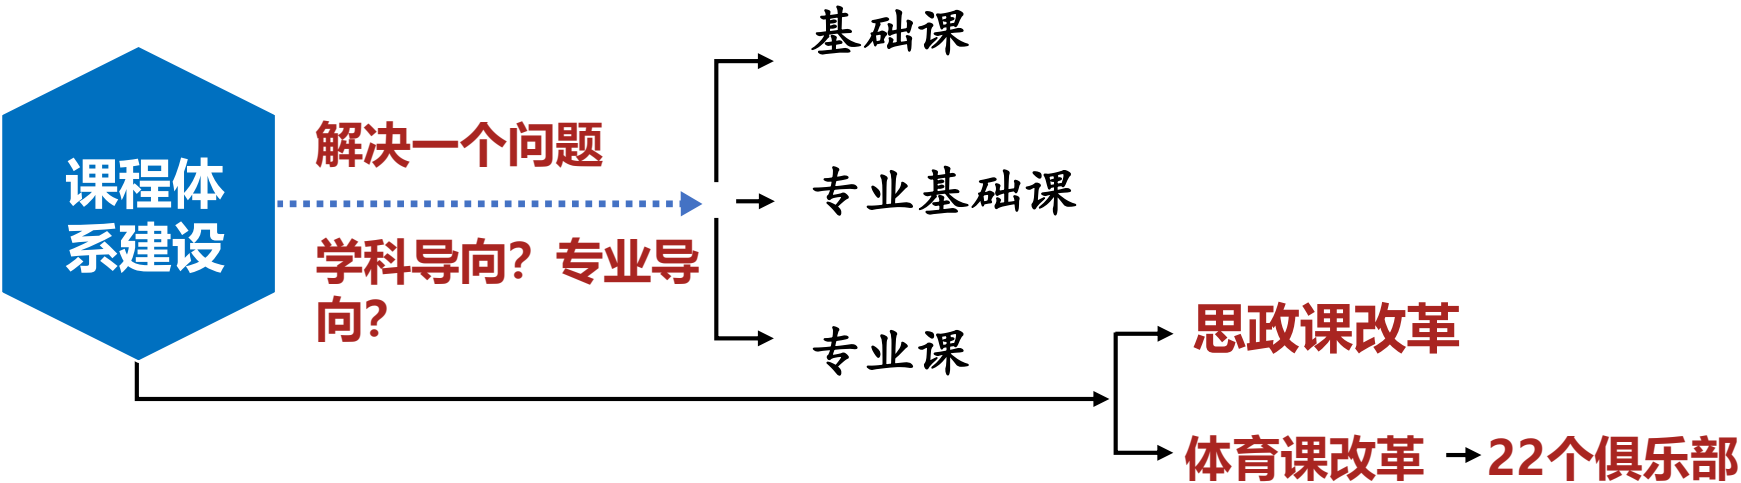 课程体
系建设
解决一个问题
学科导向？专业导
向？
基础课
专业基础课
专业课
思政课改革
体育课改革
22个俱乐部